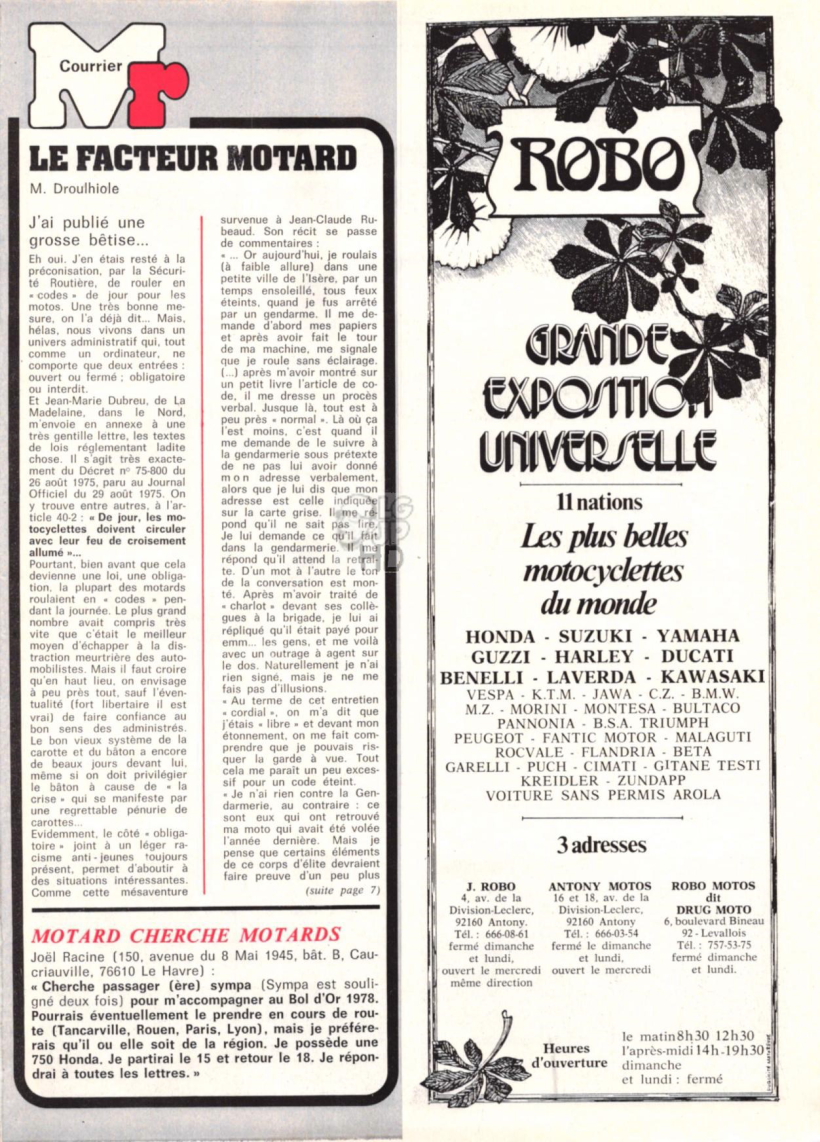 Courrier
Mr
LE FACTEUR MOTARD
M. Droulhiole
J'ai publié une
grosse bêtise...
Eh oui. J'en étais resté à la
préconisation, par la Sécuri-
té Routière, de rouler en
« codes » de jour pour les
motos. Une très bonne me-
sure, on l'a déjà dit... Mais,
hélas, nous vivons dans un
univers administratif qui, tout
comme un ordinateur, ne
comporte que deux entrées :
ouvert ou fermé ; obligatoire
ou interdit.
Et Jean-Marie Dubreu, de La
Madelaine, dans le Nord,
m'envoie en annexe à une
très gentille lettre, les textes
de lois réglementant ladite
chose. Il s'agit très exacte-
ment du Décret nº 75-800 du
26 août 1975, paru au Journal
Officiel du 29 août 1975. On
y trouve entre autres, à l'ar-
ticle 40-2 : « De jour, les mo-
tocyclettes doivent circuler
avec leur feu de croisement
allumé »...
Pourtant, bien avant que cela
devienne une loi, une obliga-
tion, la plupart des motards
roulaient en « codes » pen-
dant la journée. Le plus grand
nombre avait compris très
vite que c'était le meilleur
moyen d'échapper à la dis-
traction meurtrière des auto-
mobilistes. Mais il faut croire
qu'en haut lieu, on envisage
à peu près tout, sauf l'éven-
tualité (fort libertaire il est
vrai) de faire confiance au
bon sens des administrés.
Le bon vieux système de la
carotte et du bâton a encore
de beaux jours devant lui,
même si on doit privilégier
le bâton à cause de « la
crise » qui se manifeste par
une regrettable pénurie de
carottes...
Evidemment, le côté « obliga-
toire » joint à un léger ra-
cisme anti-jeunes toujours
présent, permet d'aboutir à
des situations intéressantes.
Comme cette mésaventure
survenue à Jean-Claude Ru-
beaud. Son récit se passe
de commentaires :
« ... Or aujourd'hui, je roulais
(à faible allure) dans une
petite ville de l'Isère, par un
temps ensoleillé, tous feux
éteints, quand je fus arrêté
par un gendarme. Il me de-
mande d'abord mes papiers
et après avoir fait le tour
de ma machine, me signale
que je roule sans éclairage.
(...) après m'avoir montré sur
un petit livre l'article de co-
de, il me dresse un procès
verbal. Jusque là, tout est à
peu près « normal ». Là où ça
l'est moins, c'est quand il
me demande de le suivre à
la gendarmerie sous prétexte
de ne pas lui avoir donné
mon adresse verbalement,
alors que je lui dis que mon
adresse est celle indiquée
sur la carte grise. Il me ré-
pond qu'il ne sait pas lire.
Je lui demande ce qu'il fait
dans la gendarmerie. Il me
répond qu'il attend la retrai-
te. D'un mot à l'autre le ton
de la conversation est mon-
té. Après m'avoir traité de
« charlot » devant ses collè-
gues à la brigade, je lui ai
répliqué qu'il était payé pour
emm... les gens, et me voilà
avec un outrage à agent sur
le dos. Naturellement je n'ai
rien signé, mais je ne me
fais pas d'illusions.
« Au terme de cet entretien
« cordial », on m'a dit que
j'étais « libre » et devant mon
étonnement, on me fait com-
prendre que je pouvais ris-
quer la garde à vue. Tout
cela me paraît un peu exces-
sif pour un code éteint.
« Je n'ai rien contre la Gen-
darmerie, au contraire : ce
sont eux qui ont retrouvé
ma moto qui avait été volée
l'année dernière. Mais je
pense que certains éléments
de ce corps d'élite devraient
faire preuve d'un peu plus
(suite page 7)
MOTARD CHERCHE MOTARDS
Joël Racine (150, avenue du 8 Mai 1945, bât. B, Cau-
criauville, 76610 Le Havre) :
« Cherche passager (ère) sympa (Sympa est souli-
gné deux fois) pour m'accompagner au Bol d'Or 1978.
Pourrais éventuellement le prendre en cours de rou-
te (Tancarville, Rouen, Paris, Lyon), mais je préfére-
rais qu'il ou elle soit de la région. Je possède une
750 Honda. Je partirai le 15 et retour le 18. Je répon-
drai à toutes les lettres. »
ROBO
GRANDE
EXPOSITION
UNIVERSELLE
11 nations
Les plus belles
motocyclettes
du monde
HONDA - SUZUKI - YAMAHA
GUZZI - HARLEY - DUCATI
BENELLI - LAVERDA - KAWASAKI
VESPA - K.T.M. - JAWA - C.Z. - B.M.W.
M.Z. - MORINI - MONTESA - BULTACO
PANNONIA - B.S.A. TRIUMPH
PEUGEOT - FANTIC MOTOR - MALAGUTI
ROCVALE - FLANDRIA - BETA
GARELLI - PUCH - CIMATI - GITANE TESTI
KREIDLER - ZUNDAPP
VOITURE SANS PERMIS AROLA
3 adresses
J. ROBO
4, av. de la
Division-Leclerc,
92160 Antony.
Tél. : 666-08-61
fermé dimanche
et lundi,
ouvert le mercredi
même direction
ANTONY MOTOS
16 et 18, av. de la
Division-Leclerc,
92160 Antony
Tél. : 666-03-54
fermé le dimanche
et lundi,
ouvert le mercredi
ROBO MOTOS
dit
DRUG MOTO
6, boulevard Bineau
92 - Levallois
Tél. : 757-53-75
fermé dimanche
et lundi.
Heures
d'ouverture
le matin 8h30 12h30
l'après-midi 14h - 19h30
dimanche
et lundi : fermé